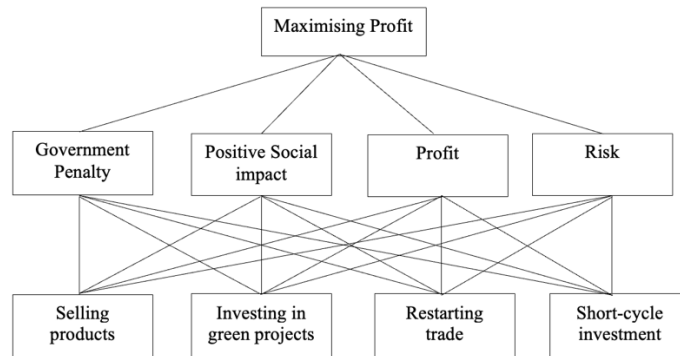 Maximising Profit
Government
Penalty
Positive Social
impact
Profit
Risk
Selling
products
Investing in
green projects
Restarting
trade
Short-cycle
investment